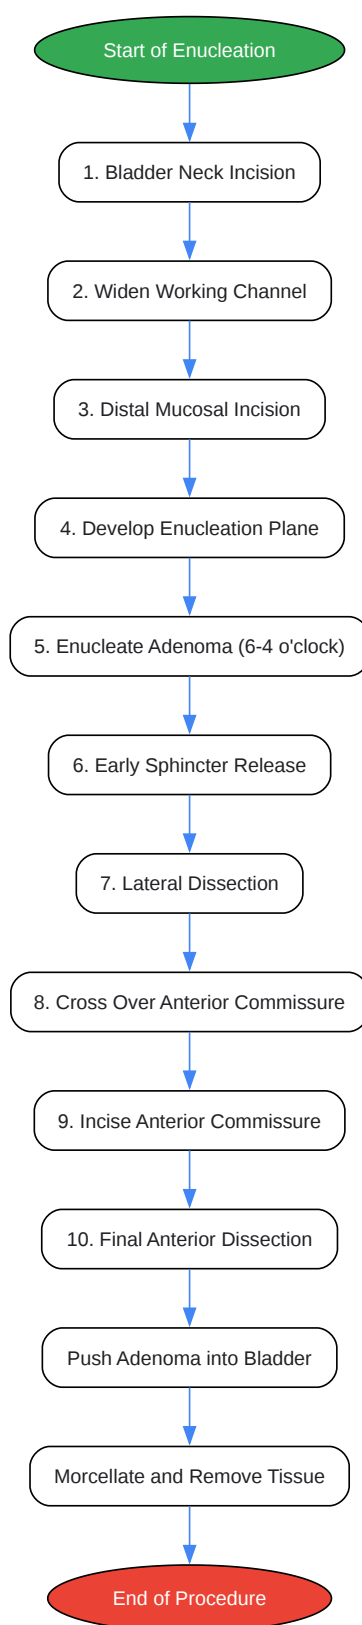 Start of Enucleation
1. Bladder Neck Incision
2. Widen Working Channel
3. Distal Mucosal Incision
4. Develop Enucleation Plane
5. Enucleate Adenoma (6-4 o'clock)
6. Early Sphincter Release
7. Lateral Dissection
8. Cross Over Anterior Commissure
9. Incise Anterior Commissure
10. Final Anterior Dissection
Push Adenoma into Bladder
Morcellate and Remove Tissue
End of Procedure